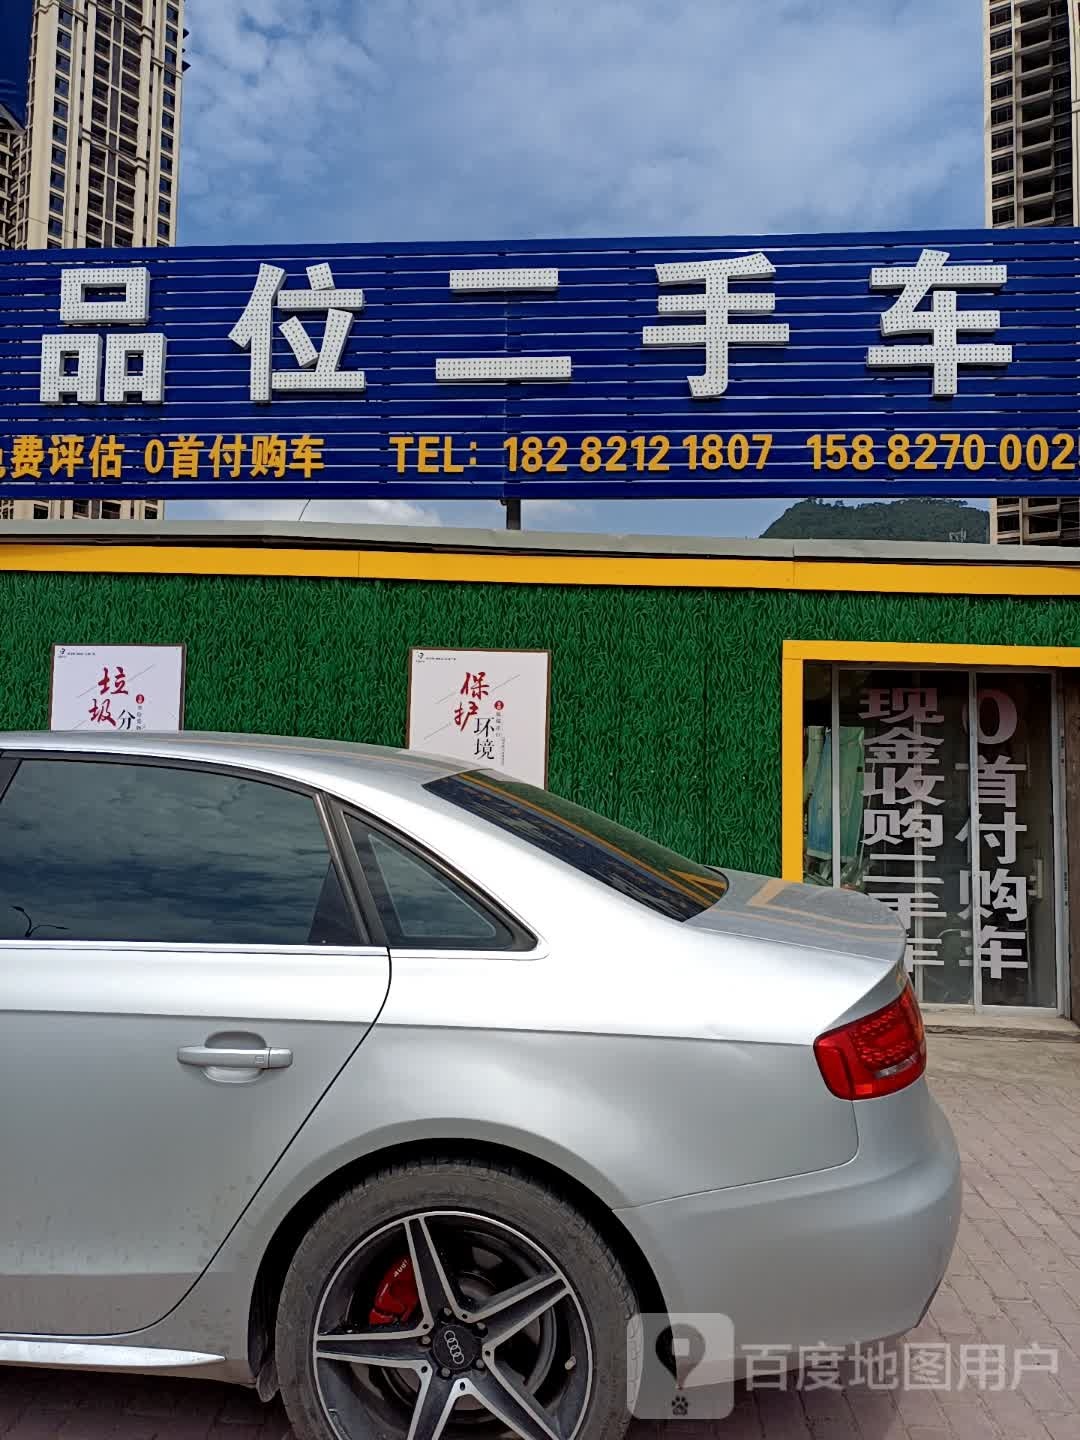 品位二手车
费评估 0首付购车 TEL: 182 8212 1807 158 8270 002
垃圾分
保护环境
0首付购车
现金收购二手车
Audi
百度地图用户